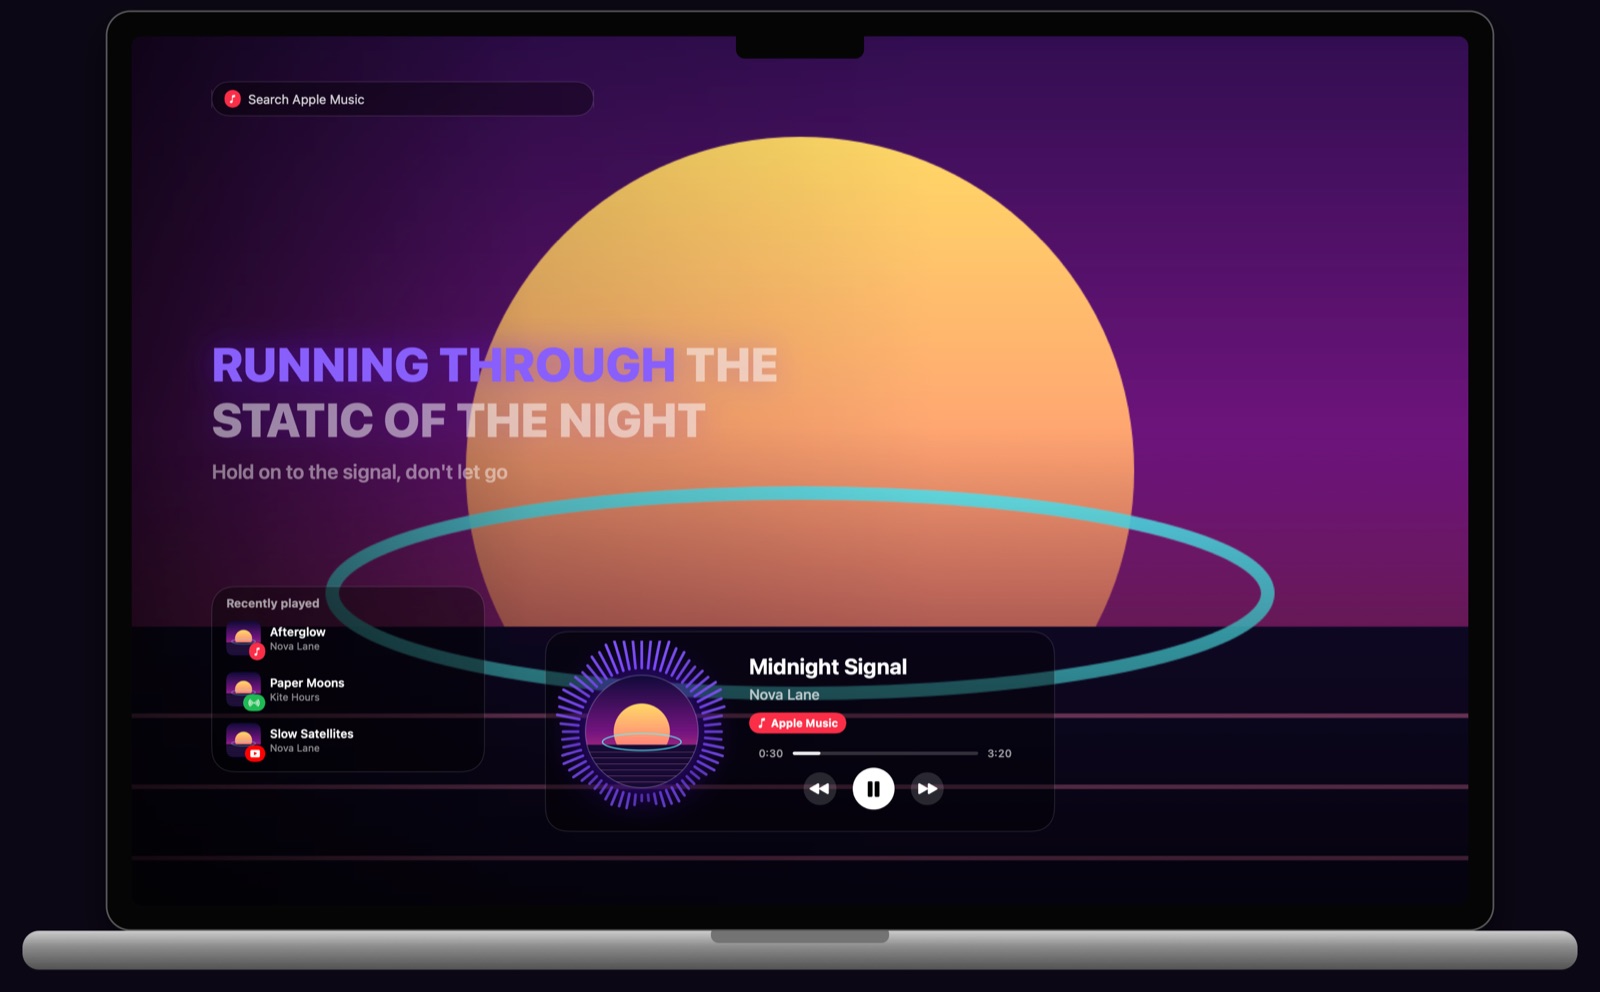 Search Apple Music
RUNNING THROUGH THE
STATIC OF THE NIGHT
Hold on to the signal, don't let go
Recently played
Afterglow
Nova Lane
Paper Moons
Kite Hours
Slow Satellites
Nova Lane
Midnight Signal
Nova Lane
Apple Music
0:30 3:20